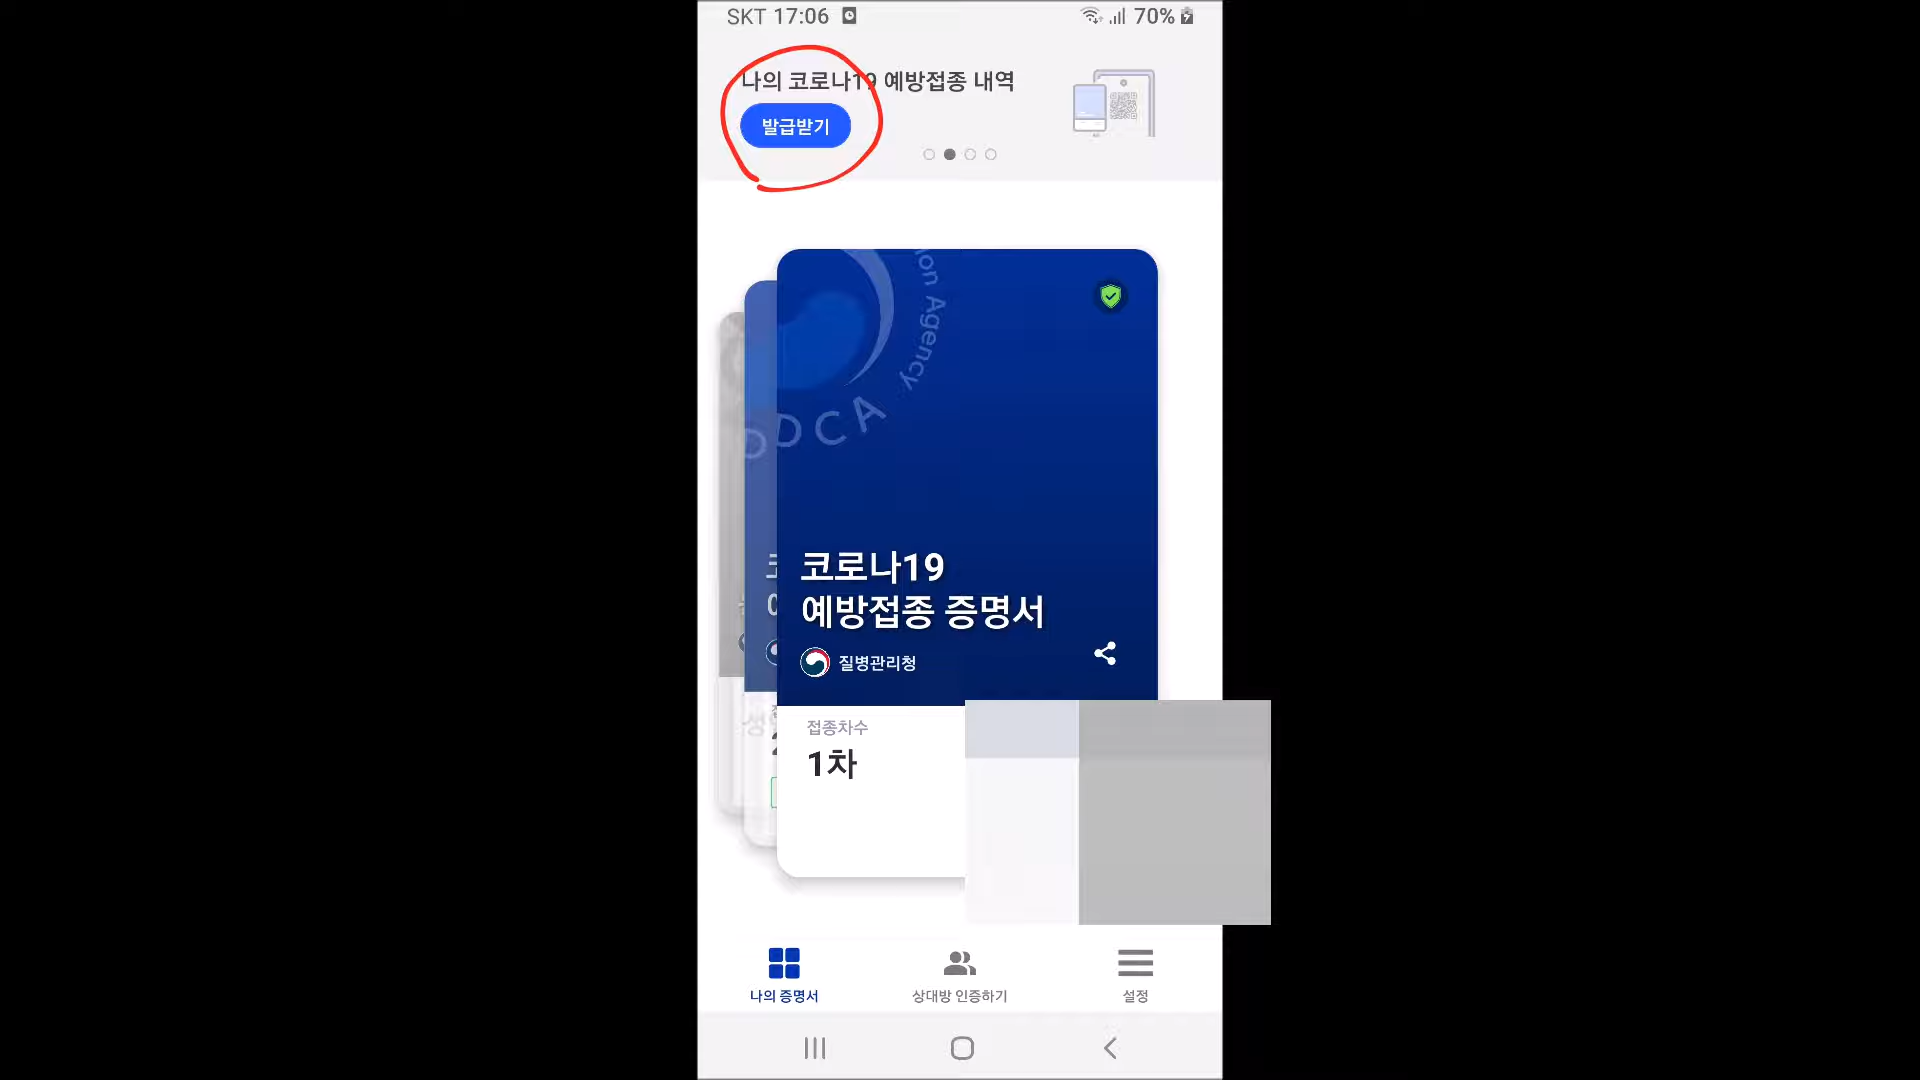 SKT 17:06 70%
나의 코로나19 예방접종 내역
발급받기
ion Agency
DCA
코로나19
예방접종 증명서
질병관리청
접종차수
1차
나의 증명서 상대방 인증하기 설정